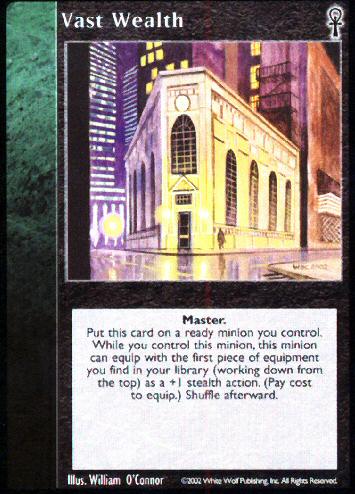 Vast Wealth
Master.
Put this card on a ready minion you control.
While you control this minion, this minion
can equip with the first piece of equipment
you find in your library (working down from
the top) as a +1 stealth action. (Pay cost
to equip.) Shuffle afterward.
Illus. William O'Connor
©2002 White Wolf Publishing, Inc. All Rights Reserved.